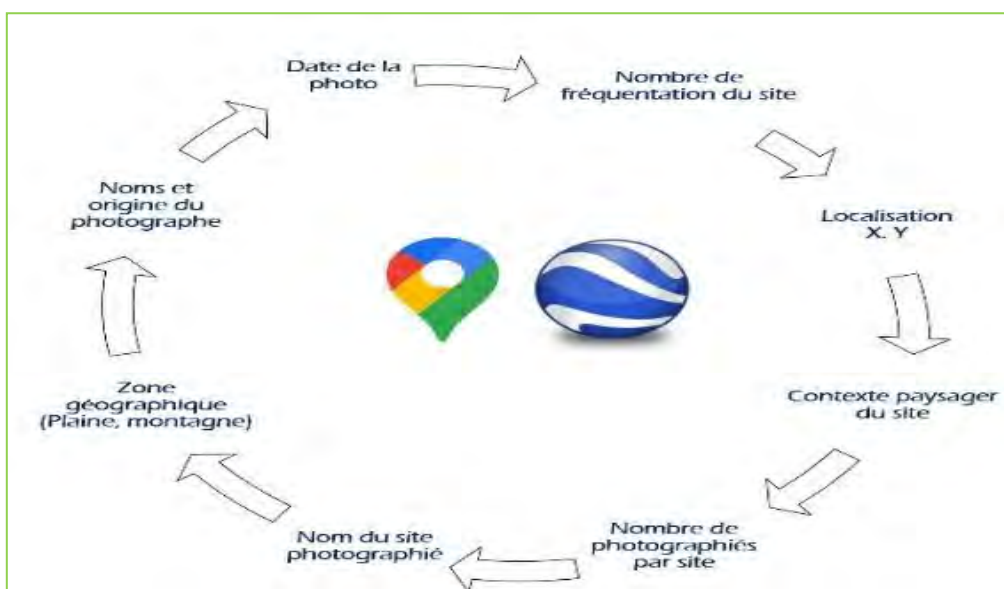 Date de la
photo
Nombre de
fréquentation du site
Localisation
X. Y
Contexte paysager
du site
Nombre de
photographiés
par site
Nom du site
photographié
Zone
géographique
(Plaine, montagne)
Noms et
origine du
photographe